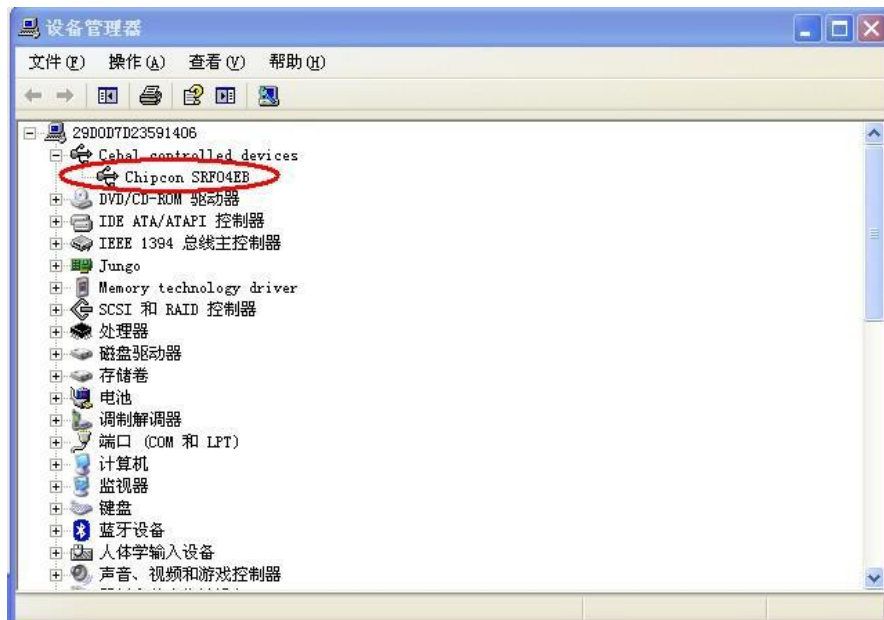 设备管理器
文件(F) 操作(A) 查看(V) 帮助(H)
29D0D7D23591406
Cebal controlled devices
Chipcon SRF04EB
DVD/CD-ROM 驱动器
IDE ATA/ATAPI 控制器
IEEE 1394 总线主控制器
Jungo
Memory technology driver
SCSI 和 RAID 控制器
处理器
磁盘驱动器
存储卷
电池
调制解调器
端口 (COM 和 LPT)
计算机
监视器
键盘
蓝牙设备
人体学输入设备
声音、视频和游戏控制器